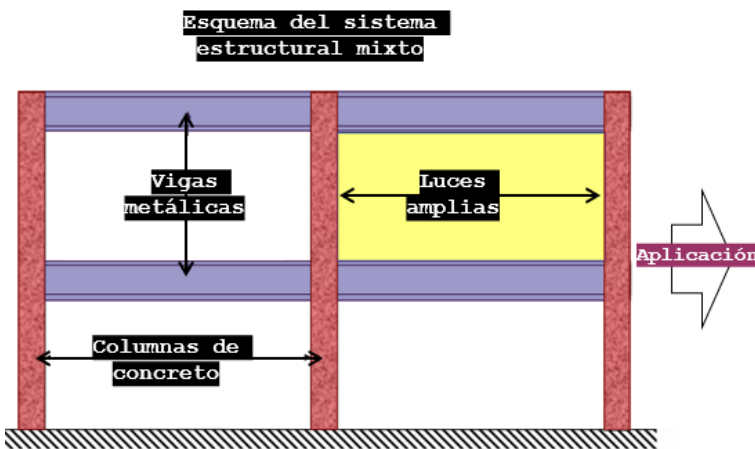 Esquema del sistema
estructural mixto
Vigas
metálicas
Luces
amplias
Aplicación
Columnas de
concreto